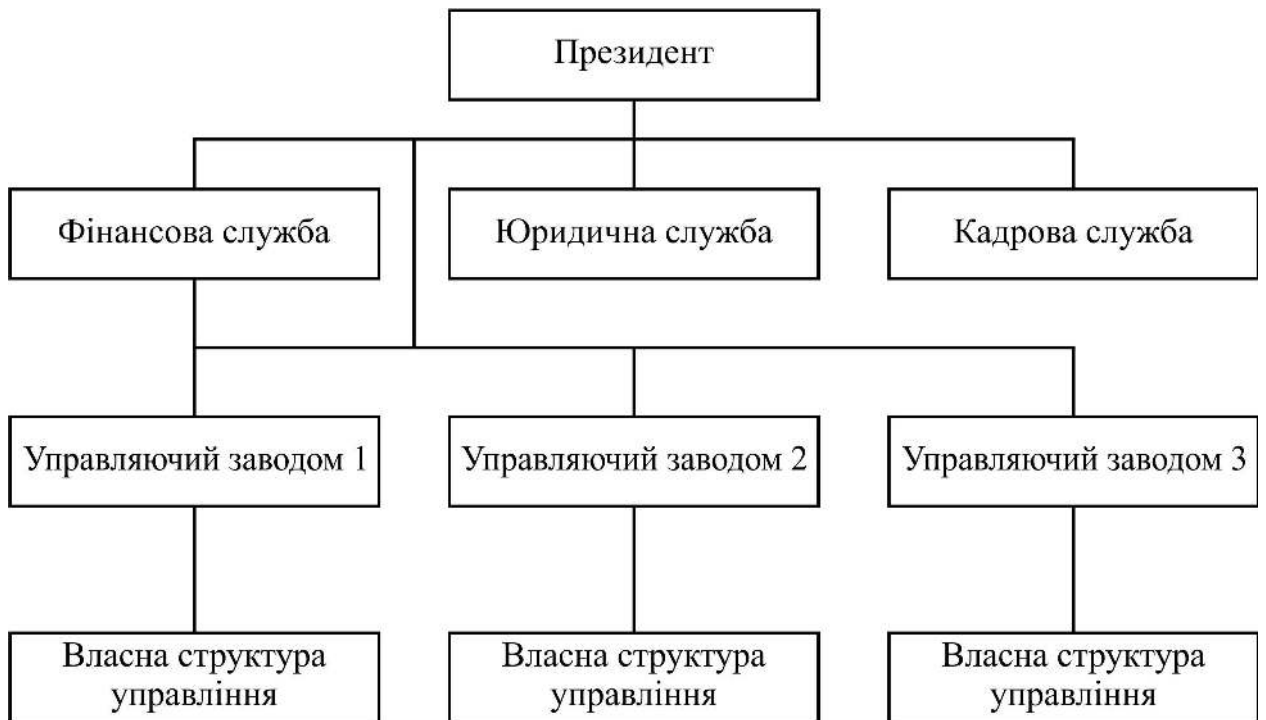 Президент
Фінансова служба
Юридична служба
Кадрова служба
Управляючий заводом 1
Управляючий заводом 2
Управляючий заводом 3
Власна структура
управління
Власна структура
управління
Власна структура
управління